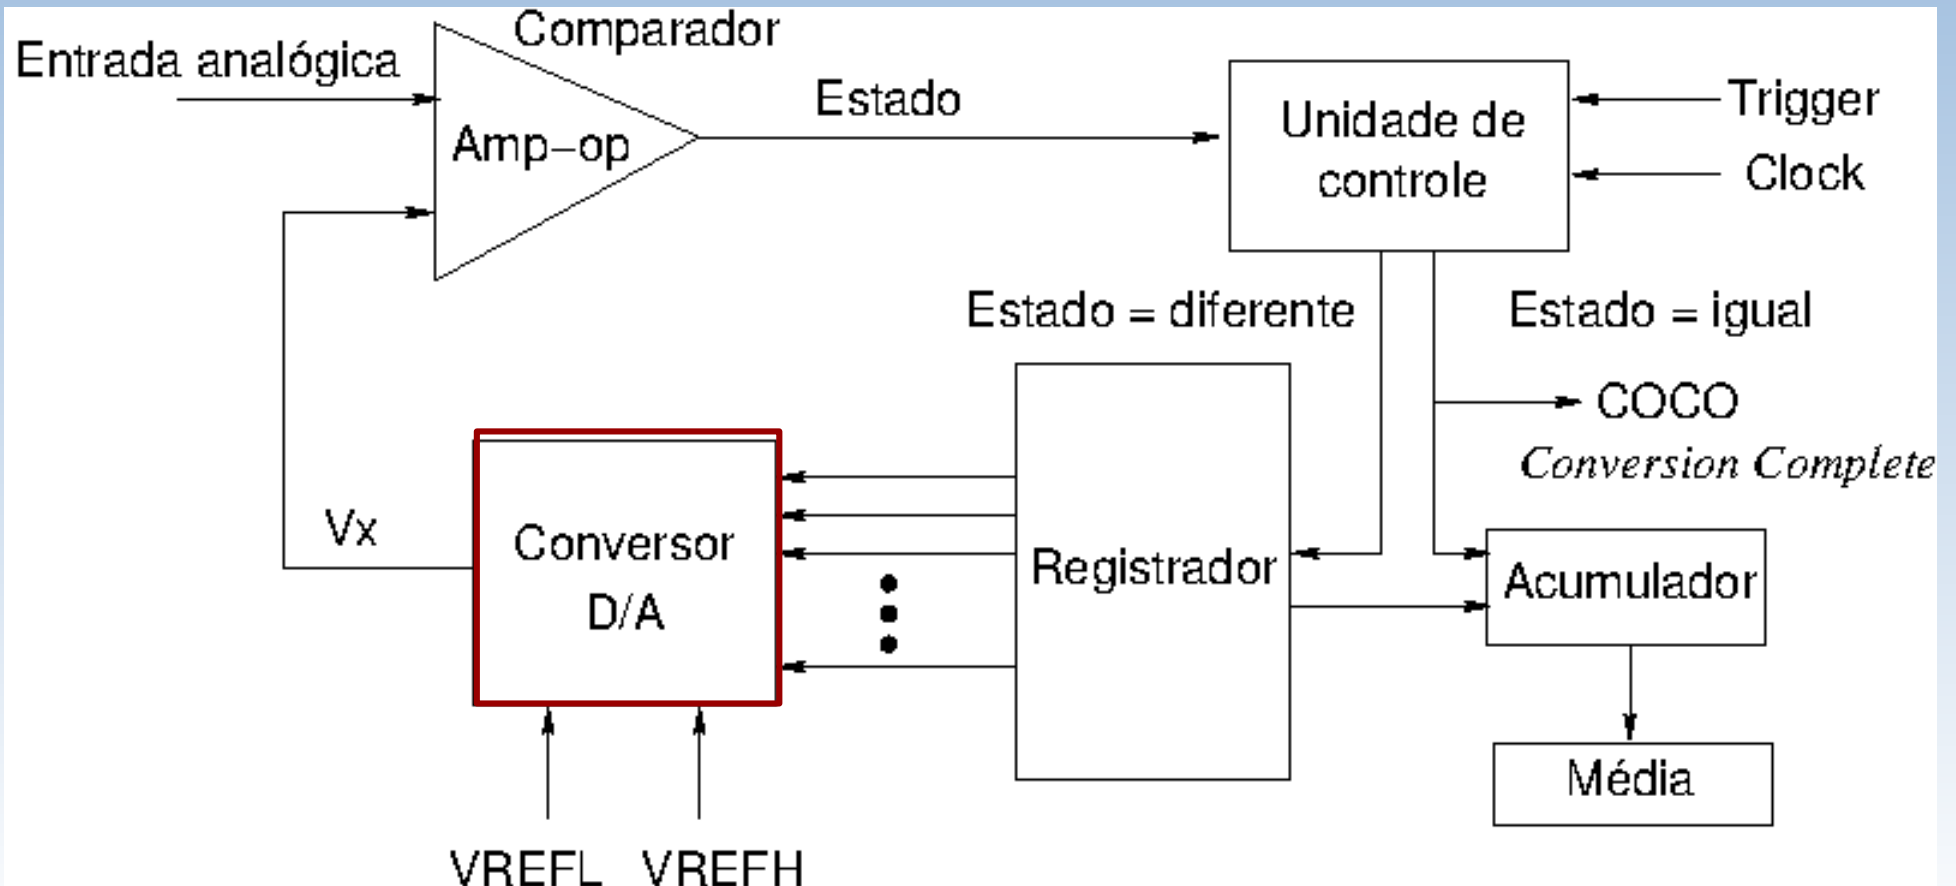 Comparador
Entrada analógica
Amp-op
Estado
Unidade de
controle
Trigger
Clock
Estado = diferente
Estado = igual
COCO
Conversion Complete
Vx
Conversor
D/A
Registrador
Acumulador
Média
VREFL
VREFH